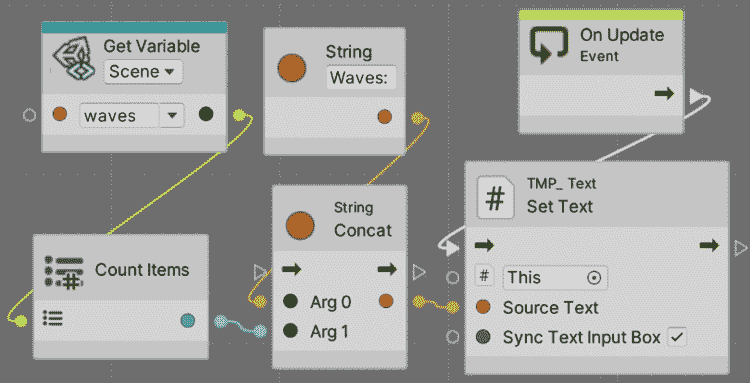 Get Variable
Scene
waves
String
Waves:
On Update
Event
Count Items
#
String
Concat
Arg 0
Arg 1
#
TMP_ Text
Set Text
# This
Source Text
Sync Text Input Box